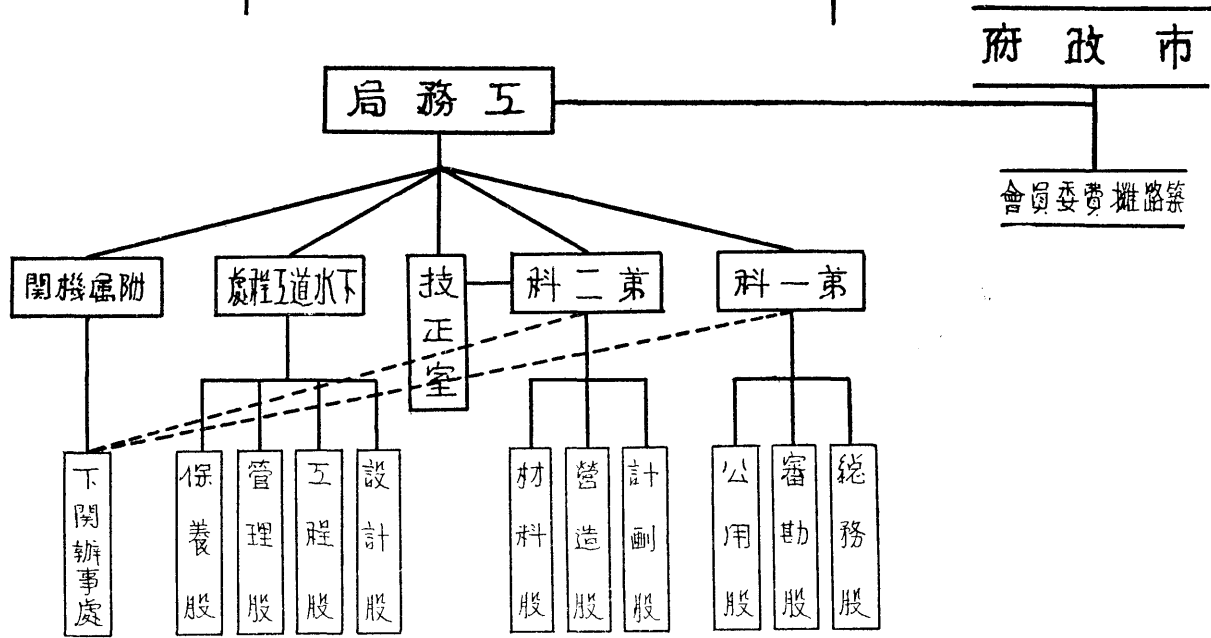 市政府
工務局
築路攤費委員會
第一科
第二科
技正室
下水道工程處
附属機関
總務股
審勘股
公用股
計劃股
營造股
材料股
設計股
工程股
管理股
保養股
下関辦事處